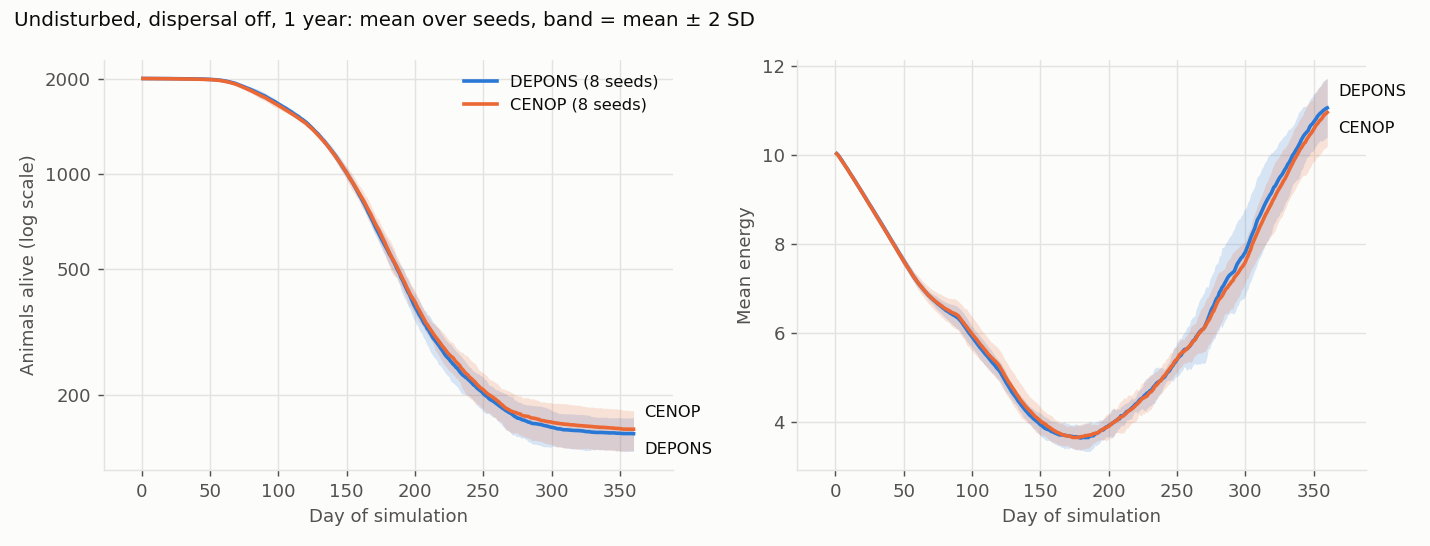 Undisturbed, dispersal off, 1 year: mean over seeds, band = mean ± 2 SD
Animals alive (log scale)
2000
1000
500
200
DEPONS (8 seeds)
CENOP (8 seeds)
CENOP
DEPONS
0 50 100 150 200 250 300 350
Day of simulation
Mean energy
12
10
8
6
4
DEPONS
CENOP
0 50 100 150 200 250 300 350
Day of simulation